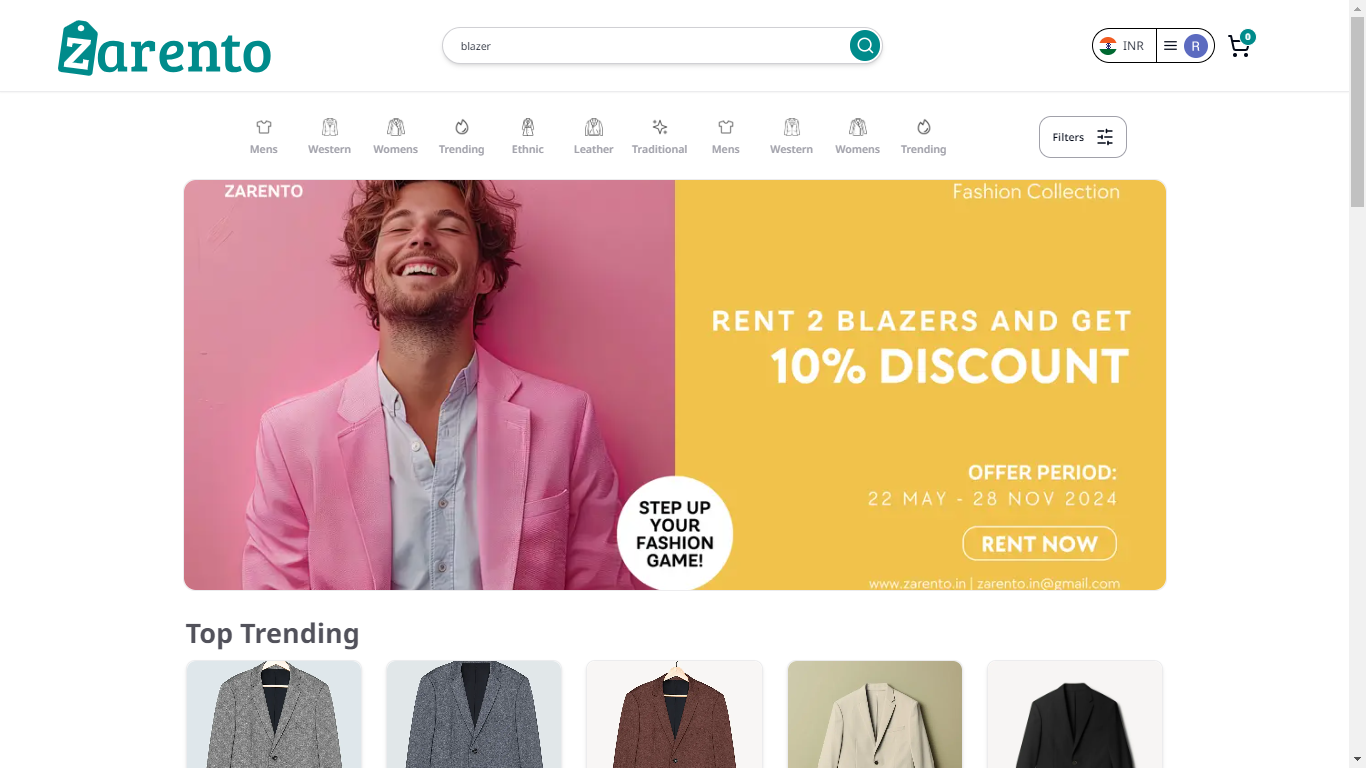 Zarento
blazer
INR
R
0
Mens
Western
Womens
Trending
Ethnic
Leather
Traditional
Mens
Western
Womens
Trending
Filters
ZARENTO
Fashion Collection
RENT 2 BLAZERS AND GET
10% DISCOUNT
OFFER PERIOD:
22 MAY - 28 NOV 2024
RENT NOW
www.zarento.in | zarento.in@gmail.com
STEP UP
YOUR
FASHION
GAME!
Top Trending